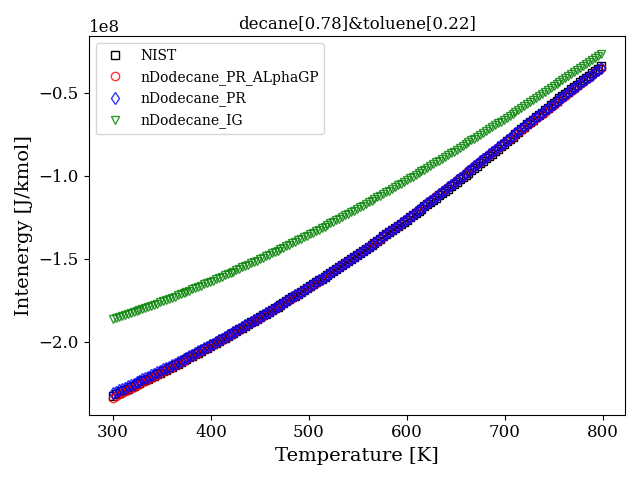 decane[0.78]&toluene[0.22]
1e8
NIST
nDodecane_PR_ALphaGP
nDodecane_PR
nDodecane_IG
−0.5
−1.0
−1.5
−2.0
Intenergy [J/kmol]
300 400 500 600 700 800
Temperature [K]